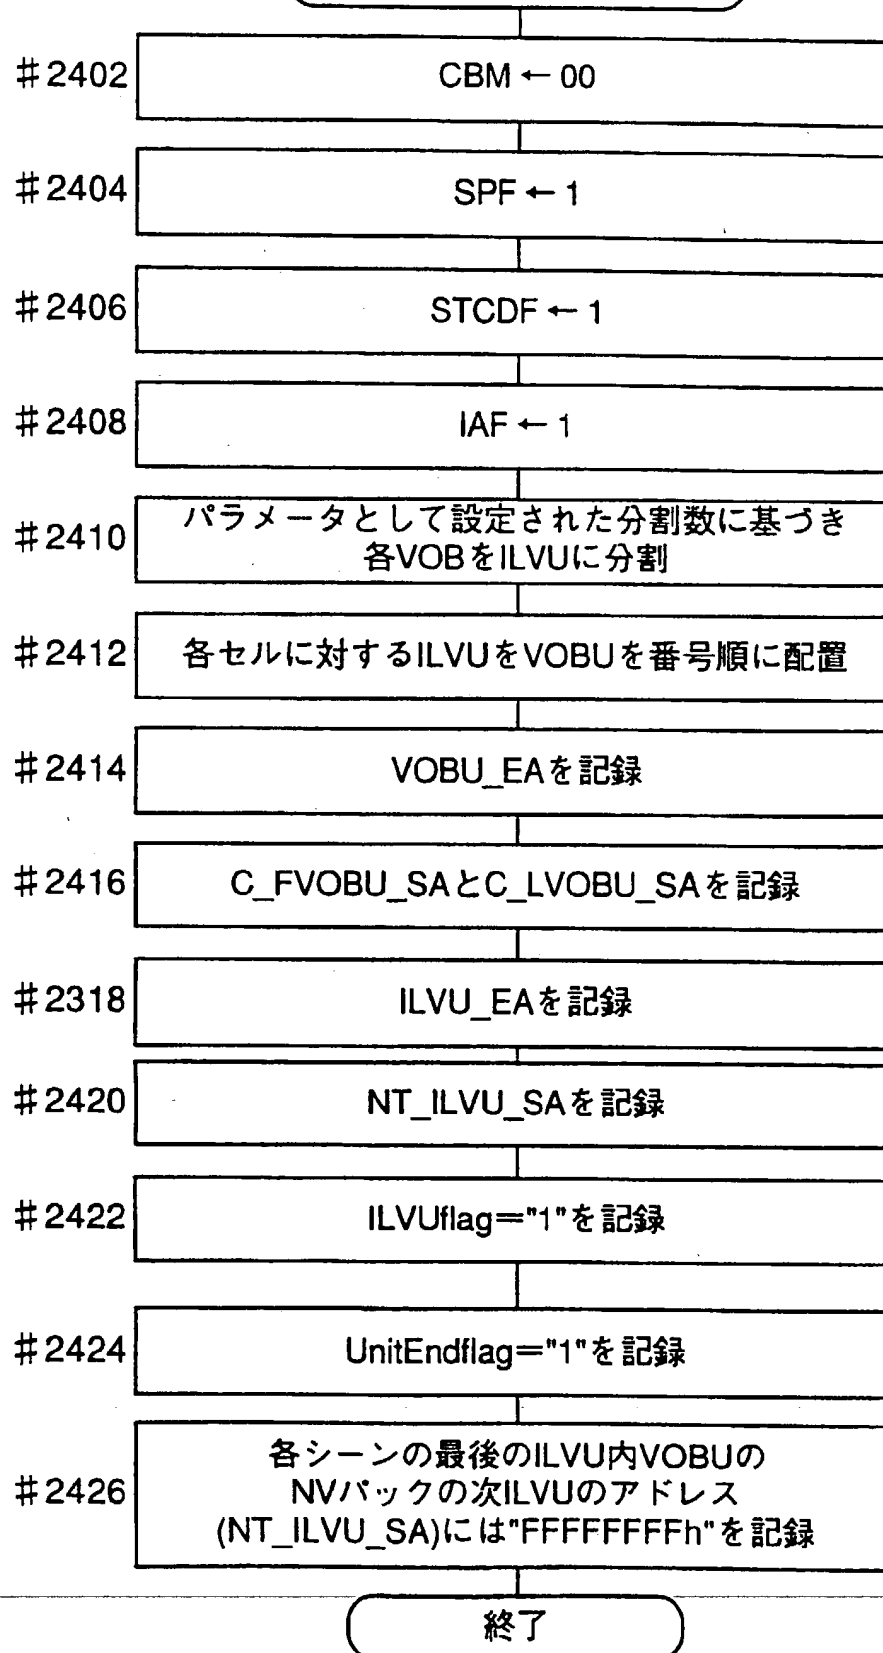 #2402
CBM ← 00
#2404
SPF ← 1
#2406
STCDF ← 1
#2408
IAF ← 1
#2410
パラメータとして設定された分割数に基づき
各VOBをILVUに分割
#2412
各セルに対するILVUをVOBUを番号順に配置
#2414
VOBU_EAを記録
#2416
C_FVOBU_SAとC_LVOBU_SAを記録
#2318
ILVU_EAを記録
#2420
NT_ILVU_SAを記録
#2422
ILVUflag="1"を記録
#2424
UnitEndflag="1"を記録
#2426
各シーンの最後のILVU内VOBUの
NVパックの次ILVUのアドレス
(NT_ILVU_SA)には"FFFFFFFFh"を記録
終了